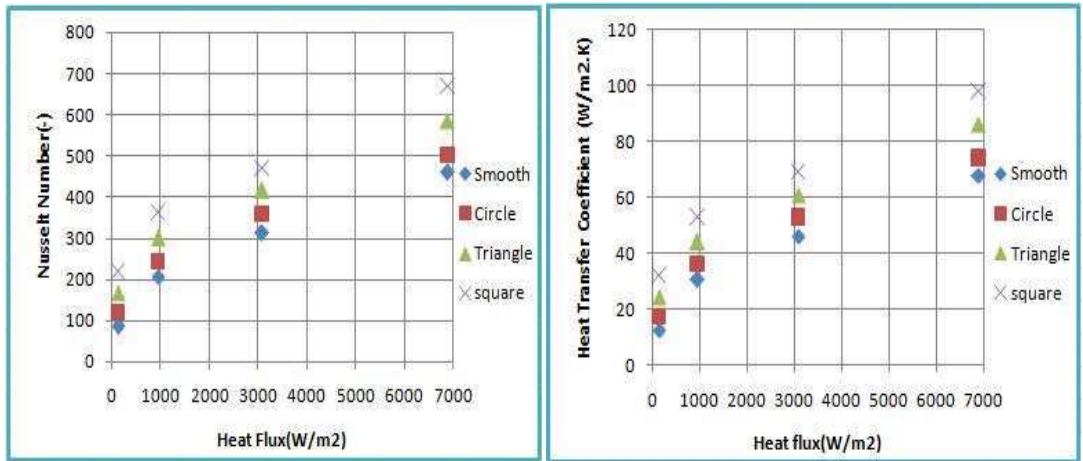 800
700
600
500
400
300
200
100
0
Nusselt Number(-)
0 1000 2000 3000 4000 5000 6000 7000
Heat Flux(W/m2)
Smooth
Circle
Triangle
square
120
100
80
60
40
20
0
Heat Transfer Coefficient (W/m2.K)
0 1000 2000 3000 4000 5000 6000 7000
Heat flux(W/m2)
Smooth
Circle
Triangle
square